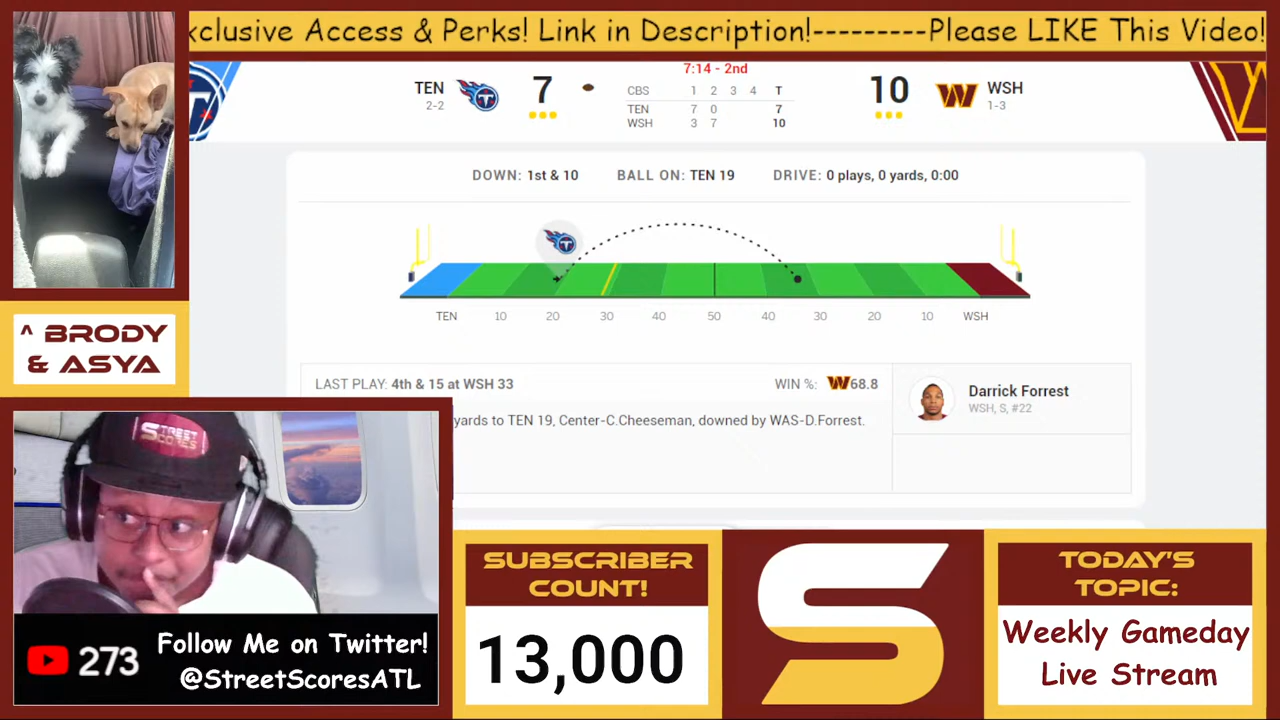 xclusive Access & Perks! Link in Description!---------Please LIKE This Video!
7:14 - 2nd
TEN 7
2-2
CBS 1 2 3 4 T
TEN 7 0 7
WSH 3 7 10
10 WSH
1-3
DOWN: 1st & 10 BALL ON: TEN 19 DRIVE: 0 plays, 0 yards, 0:00
TEN 10 20 30 40 50 40 30 20 10 WSH
^ BRODY
& ASYA
LAST PLAY: 4th & 15 at WSH 33 WIN %: 68.8
yards to TEN 19, Center-C.Cheeseman, downed by WAS-D.Forrest.
Darrick Forrest
WSH, S, #22
STREET
SCORES
273
Follow Me on Twitter!
@StreetScoresATL
SUBSCRIBER
COUNT!
13,000
S
TODAY'S
TOPIC:
Weekly Gameday
Live Stream